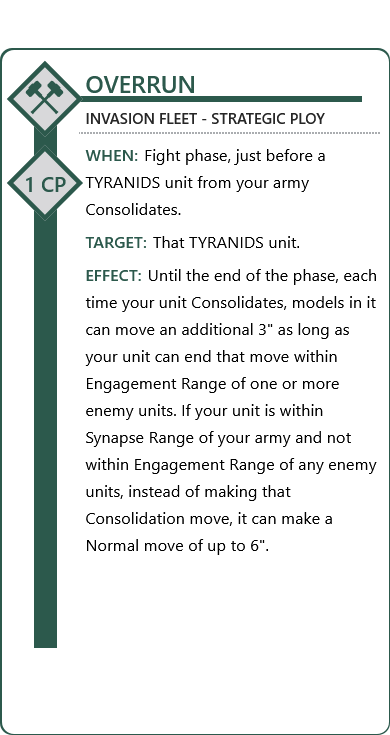 OVERRUN
INVASION FLEET - STRATEGIC PLOY
1 CP
WHEN: Fight phase, just before a
TYRANIDS unit from your army
Consolidates.
TARGET: That TYRANIDS unit.
EFFECT: Until the end of the phase, each
time your unit Consolidates, models in it
can move an additional 3" as long as
your unit can end that move within
Engagement Range of one or more
enemy units. If your unit is within
Synapse Range of your army and not
within Engagement Range of any enemy
units, instead of making that
Consolidation move, it can make a
Normal move of up to 6".